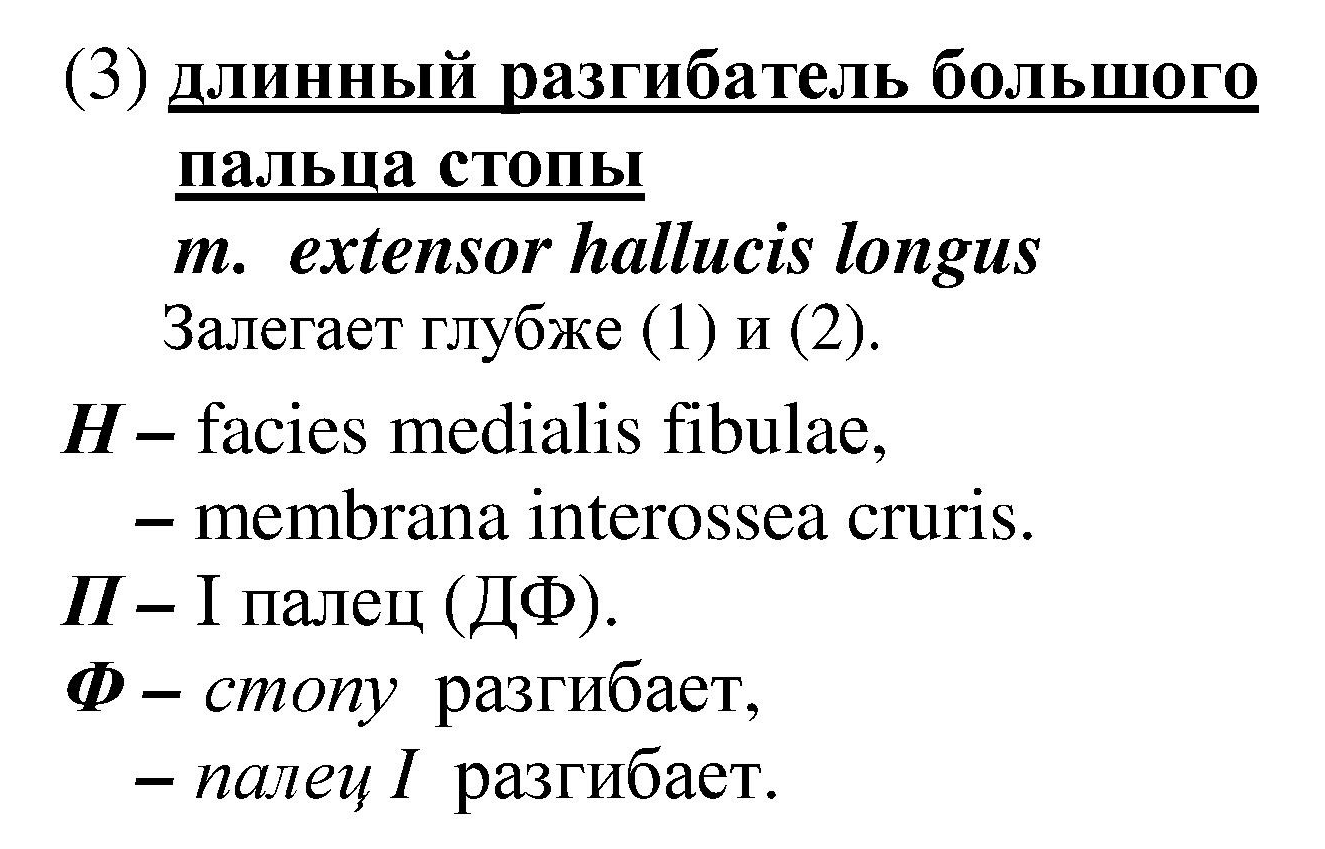 (3) длинный разгибатель большого
пальца стопы
m. extensor hallucis longus
Залегает глубже (1) и (2).
Н – facies medialis fibulae,
– membrana interossea cruris.
П – I палец (ДФ).
Ф – стопу разгибает,
– палец I разгибает.